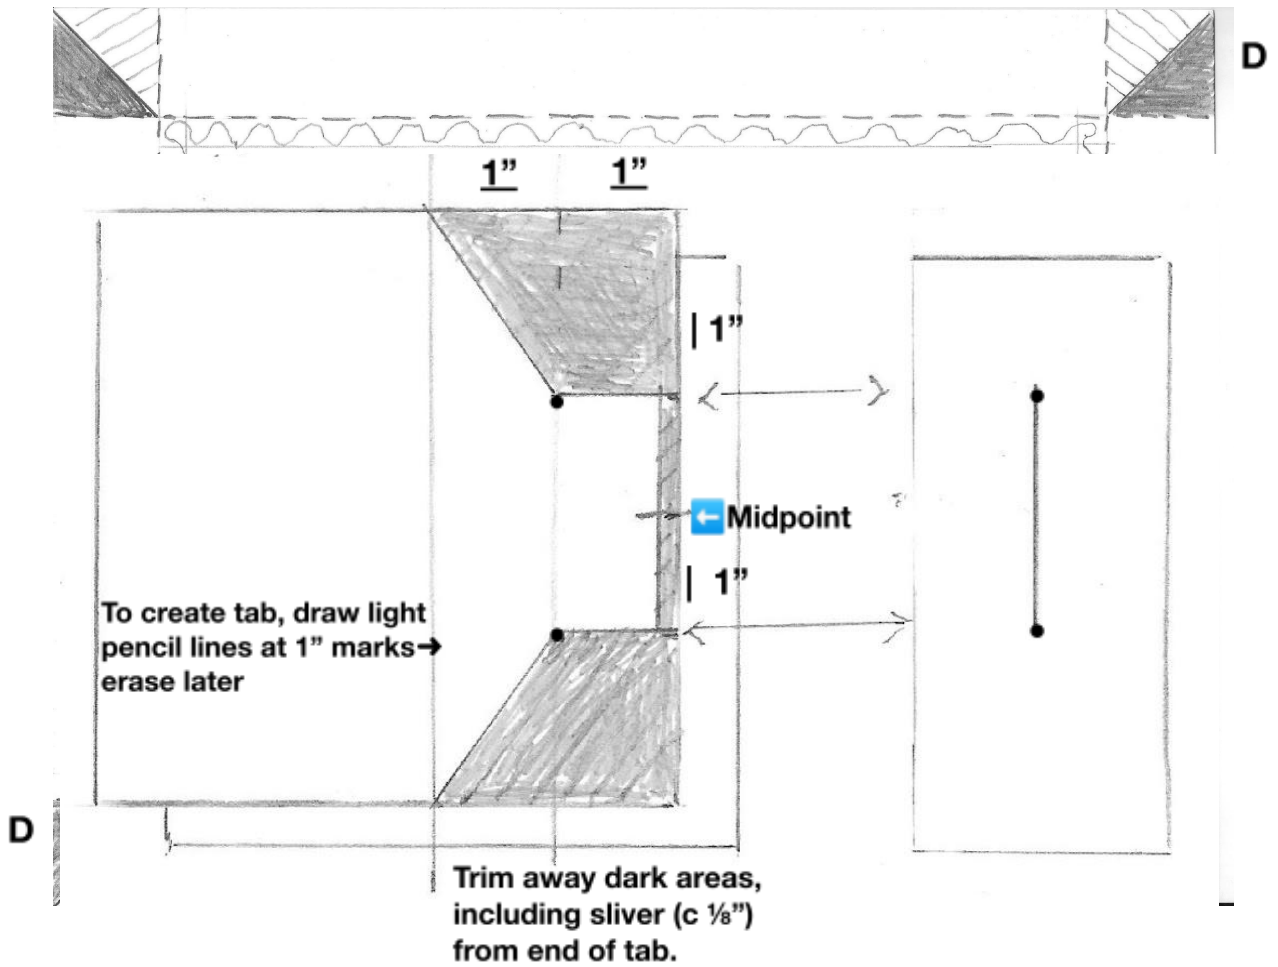 D
1” 1”
| 1”
←Midpoint
| 1”
To create tab, draw light
pencil lines at 1” marks→
erase later
D
Trim away dark areas,
including sliver (c ⅛”)
from end of tab.